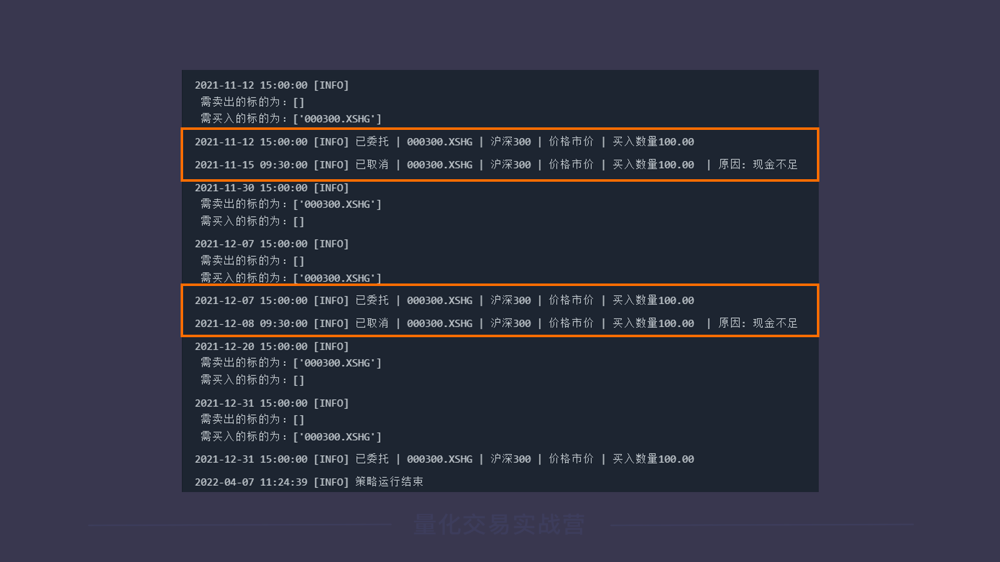 2021-11-12 15:00:00 [INFO]
需卖出的标的为：[]
需买入的标的为：['000300.XSHG']
2021-11-12 15:00:00 [INFO] 已委托 | 000300.XSHG | 沪深300 | 价格市价 | 买入数量100.00
2021-11-15 09:30:00 [INFO] 已取消 | 000300.XSHG | 沪深300 | 价格市价 | 买入数量100.00 | 原因: 现金不足
2021-11-30 15:00:00 [INFO]
需卖出的标的为：['000300.XSHG']
需买入的标的为：[]
2021-12-07 15:00:00 [INFO]
需卖出的标的为：[]
需买入的标的为：['000300.XSHG']
2021-12-07 15:00:00 [INFO] 已委托 | 000300.XSHG | 沪深300 | 价格市价 | 买入数量100.00
2021-12-08 09:30:00 [INFO] 已取消 | 000300.XSHG | 沪深300 | 价格市价 | 买入数量100.00 | 原因: 现金不足
2021-12-20 15:00:00 [INFO]
需卖出的标的为：['000300.XSHG']
需买入的标的为：[]
2021-12-31 15:00:00 [INFO]
需卖出的标的为：[]
需买入的标的为：['000300.XSHG']
2021-12-31 15:00:00 [INFO] 已委托 | 000300.XSHG | 沪深300 | 价格市价 | 买入数量100.00
2022-04-07 11:24:39 [INFO] 策略运行结束
量化交易实战营